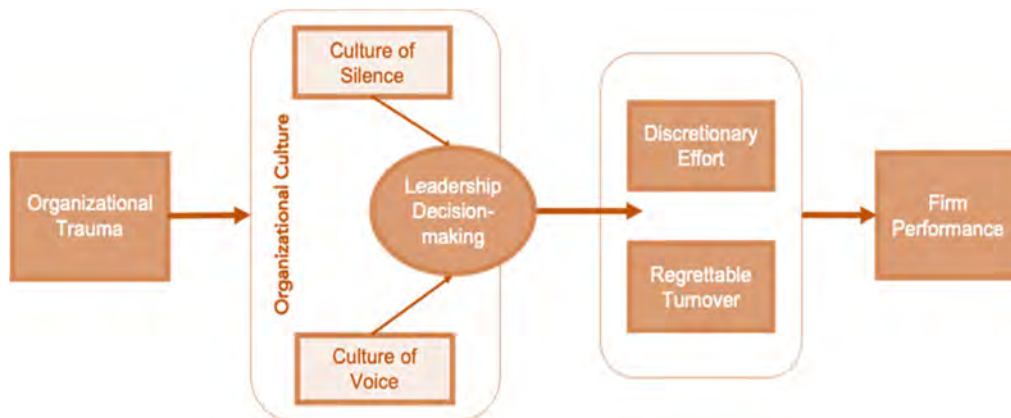 Organizational
Trauma
Organizational Culture
Culture of
Silence
Leadership
Decision-
making
Culture of
Voice
Discretionary
Effort
Regrettable
Turnover
Firm
Performance